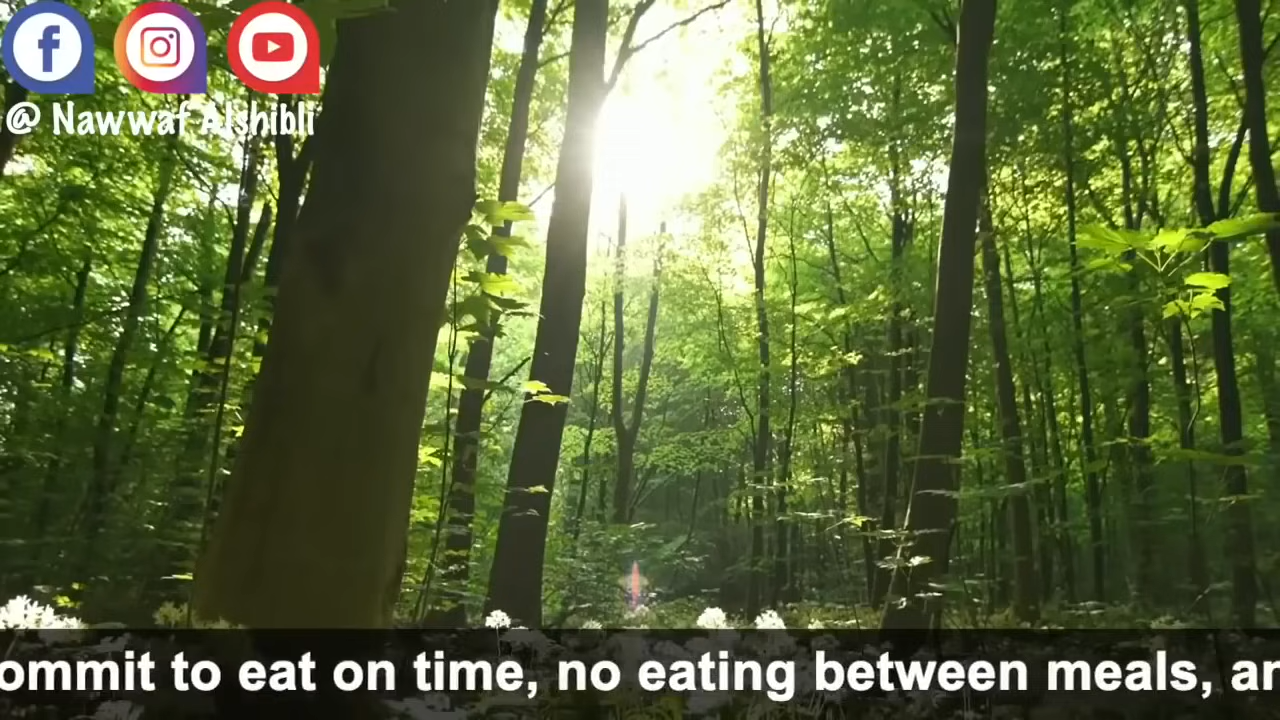 @ Nawwaf Alshibli
ommit to eat on time, no eating between meals, an